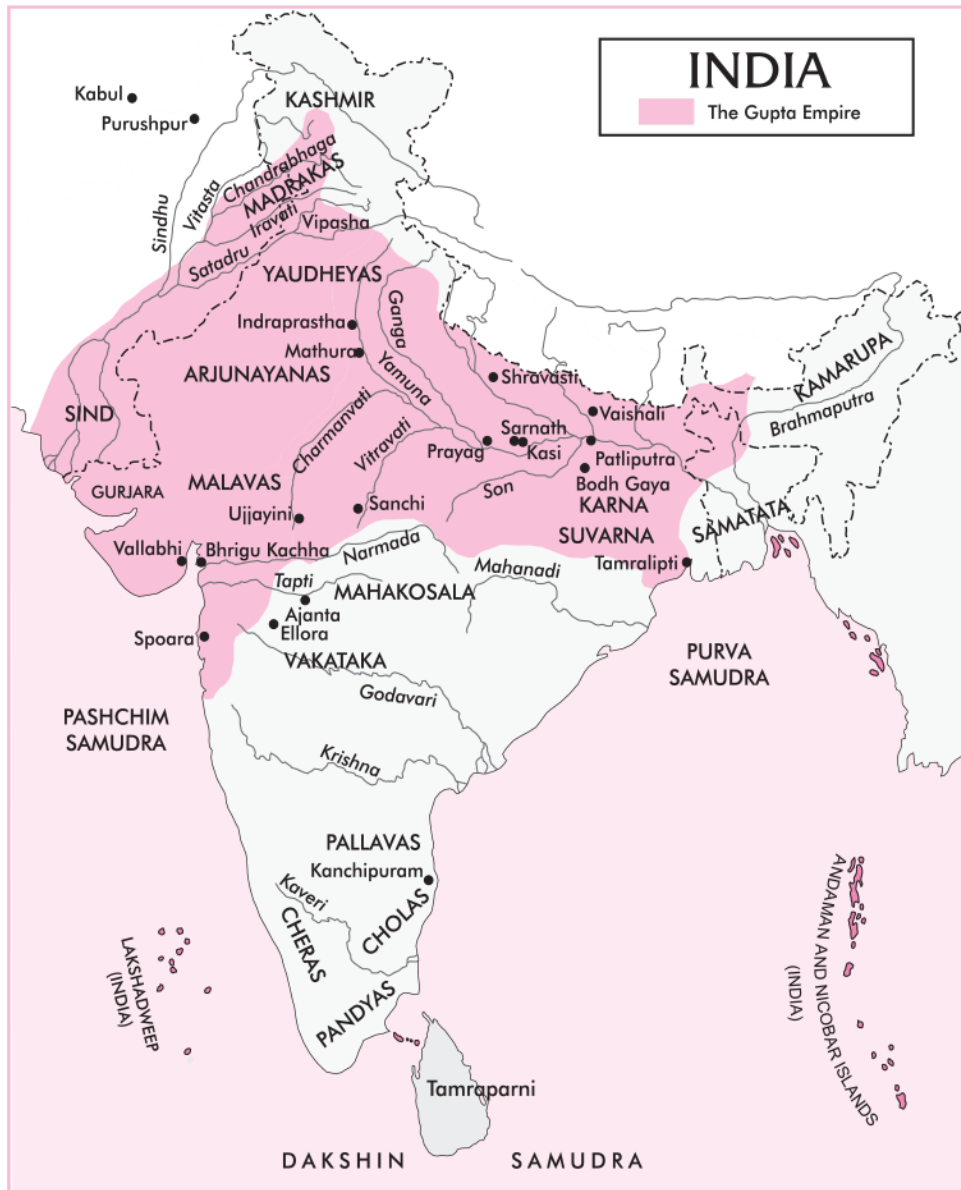 INDIA
The Gupta Empire
Kabul
Purushpur
KASHMIR
Chandrabhaga
MADRAKAS
Vitasta
Sindhu
Iravati
Satadru
Vipasha
YAUDHEYAS
Ganga
Indraprastha
Mathura
Yamuna
ARJUNAYANAS
Shravasti
KAMARUPA
Brahmaputra
SIND
Charmanvati
Vitravati
Vaishali
Sarnath
Prayag
Kasi
Patliputra
GURJARA
MALAVAS
Son
Bodh Gaya
KARNA
Ujjayini
Sanchi
SAMATATA
SUVARNA
Vallabhi
Bhrigu Kachha
Narmada
Mahanadi
Tamralipti
Tapti
MAHAKOSALA
Ajanta
Ellora
Spoara
VAKATAKA
PURVA
SAMUDRA
Godavari
PASHCHIM
SAMUDRA
Krishna
PALLAVAS
Kanchipuram
Kaveri
CHOLAS
CHERAS
PANDYAS
LAKSHADWEEP
(INDIA)
ANDAMAN AND NICOBAR ISLANDS
(INDIA)
Tamraparni
DAKSHIN SAMUDRA